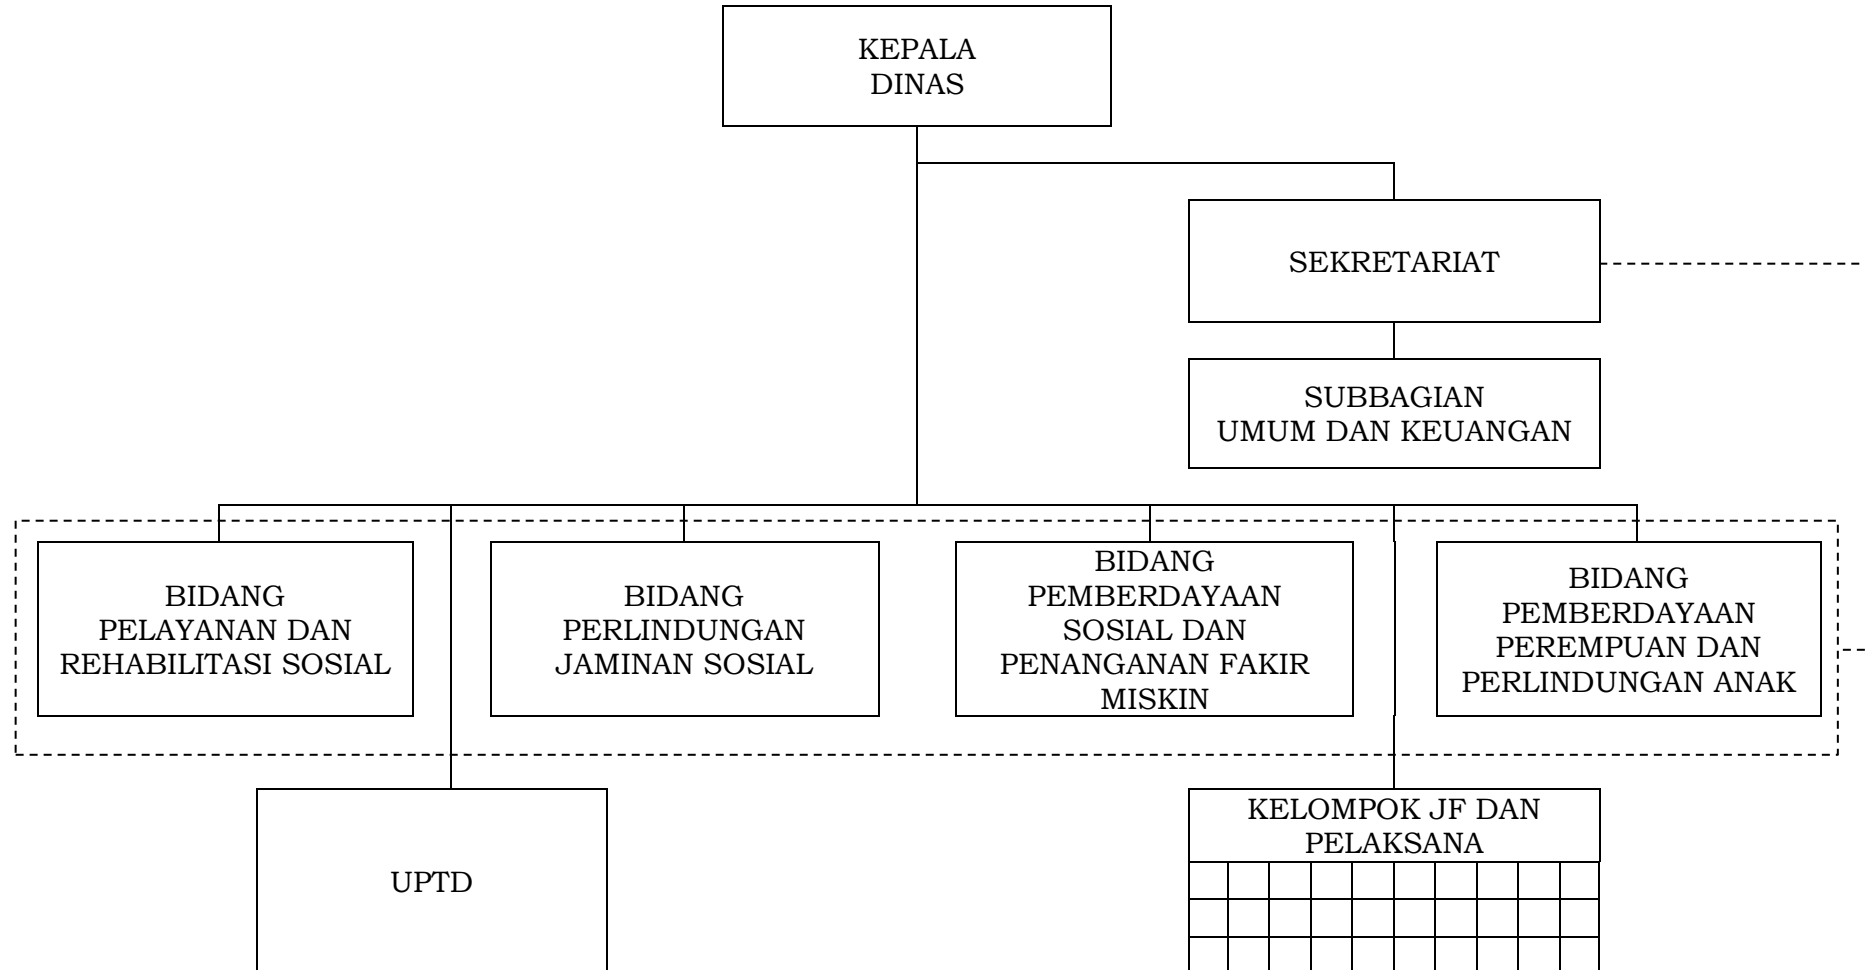 KEPALA
DINAS
SEKRETARIAT
SUBBAGIAN
UMUM DAN KEUANGAN
BIDANG
PELAYANAN DAN
REHABILITASI SOSIAL
BIDANG
PERLINDUNGAN
JAMINAN SOSIAL
BIDANG
PEMBERDAYAAN
SOSIAL DAN
PENANGANAN FAKIR
MISKIN
BIDANG
PEMBERDAYAAN
PEREMPUAN DAN
PERLINDUNGAN ANAK
UPTD
KELOMPOK JF DAN
PELAKSANA